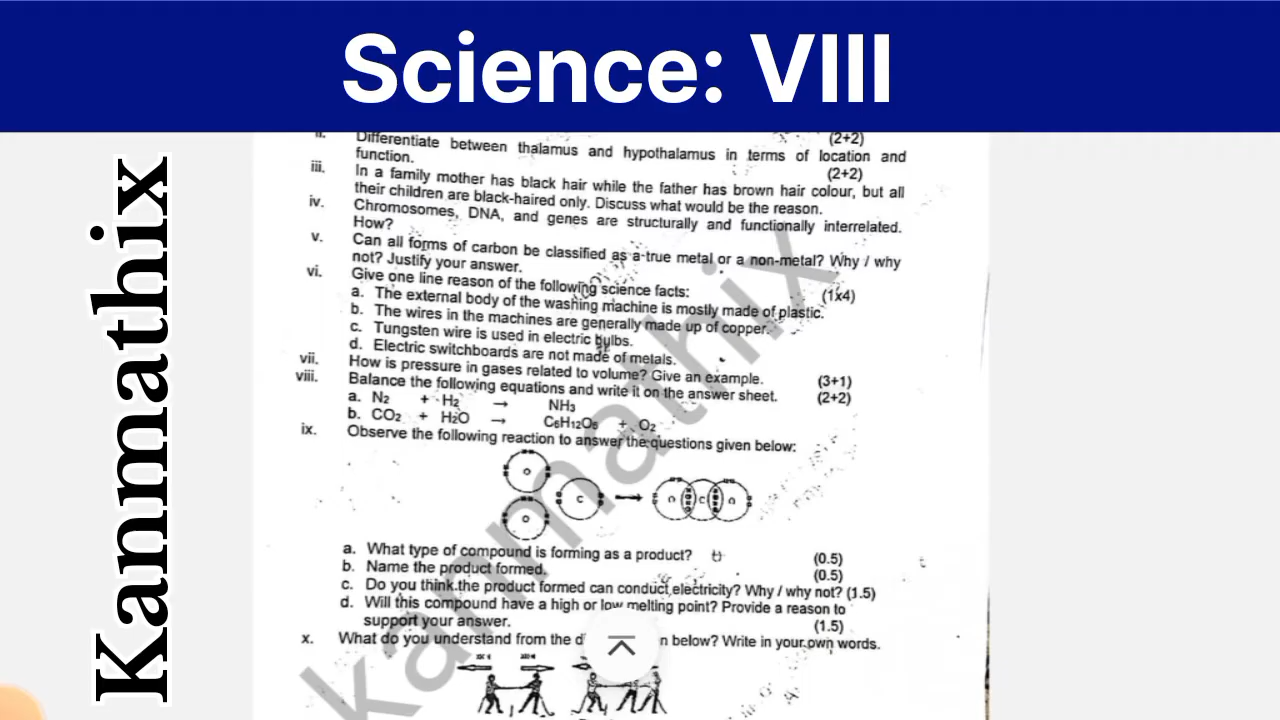 Science: VIII
Kanmathix
ii. Differentiate between thalamus and hypothalamus in terms of location and (2+2)
function. (2+2)
iii. In a family mother has black hair while the father has brown hair colour, but all
their children are black-haired only. Discuss what would be the reason.
iv. Chromosomes, DNA, and genes are structurally and functionally interrelated.
How?
v. Can all forms of carbon be classified as a true metal or a non-metal? Why / why
not? Justify your answer.
vi. Give one line reason of the following science facts: (1x4)
a. The external body of the washing machine is mostly made of plastic.
b. The wires in the machines are generally made up of copper.
c. Tungsten wire is used in electric bulbs.
d. Electric switchboards are not made of metals.
vii. How is pressure in gases related to volume? Give an example. (3+1)
viii. Balance the following equations and write it on the answer sheet. (2+2)
a. N2 + H2 → NH3
b. CO2 + H2O → C6H12O6 + O2
ix. Observe the following reaction to answer the questions given below:
O
C → O C O
O
a. What type of compound is forming as a product? (0.5)
b. Name the product formed. (0.5)
c. Do you think the product formed can conduct electricity? Why / why not? (1.5)
d. Will this compound have a high or low melting point? Provide a reason to
support your answer. (1.5)
x. What do you understand from the d n below? Write in your own words.
kanmathix